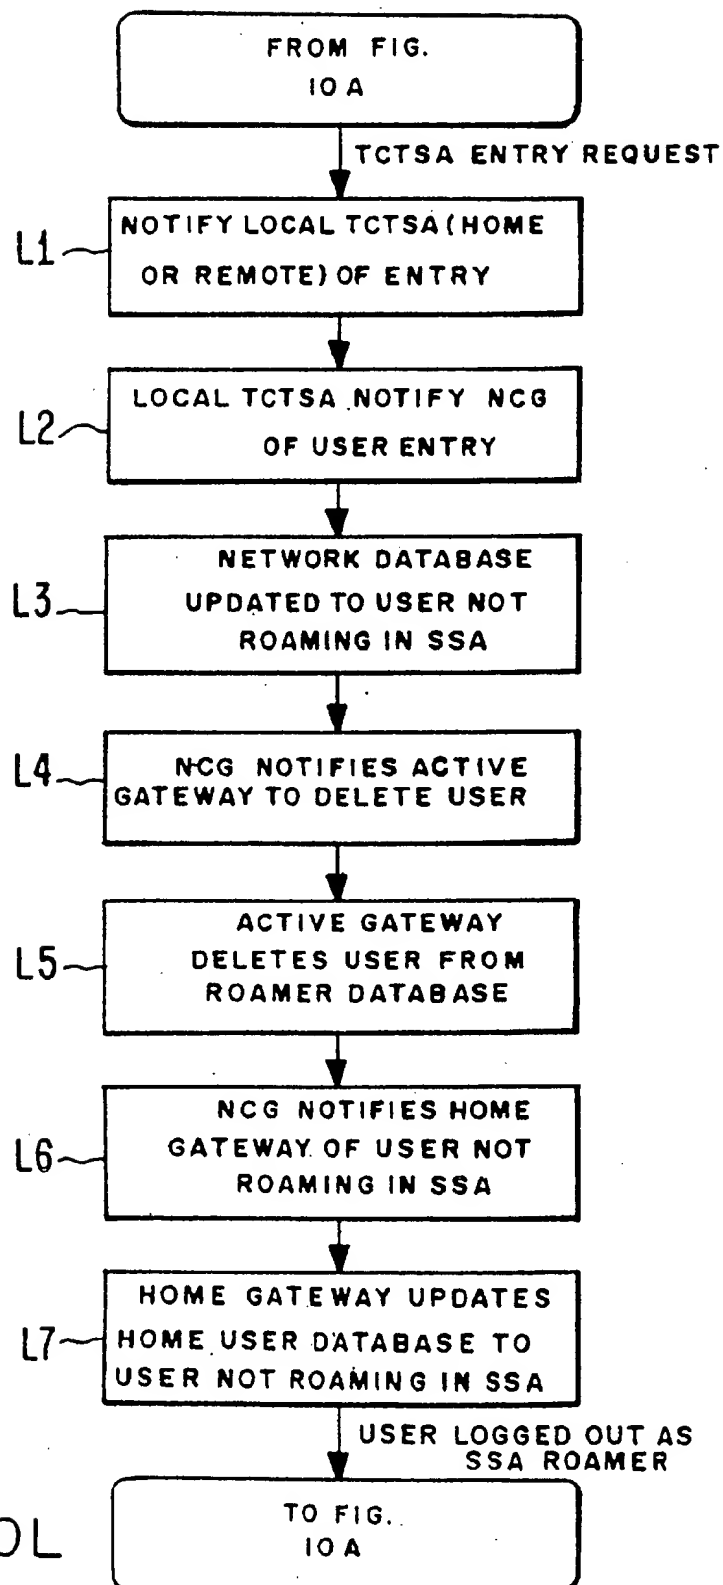 FROM FIG.
10 A
TCTSA ENTRY REQUEST
L1
NOTIFY LOCAL TCTSA (HOME
OR REMOTE) OF ENTRY
L2
LOCAL TCTSA NOTIFY NCG
OF USER ENTRY
L3
NETWORK DATABASE
UPDATED TO USER NOT
ROAMING IN SSA
L4
NCG NOTIFIES ACTIVE
GATEWAY TO DELETE USER
L5
ACTIVE GATEWAY
DELETES USER FROM
ROAMER DATABASE
L6
NCG NOTIFIES HOME
GATEWAY OF USER NOT
ROAMING IN SSA
L7
HOME GATEWAY UPDATES
HOME USER DATABASE TO
USER NOT ROAMING IN SSA
USER LOGGED OUT AS
SSA ROAMER
TO FIG.
10 A